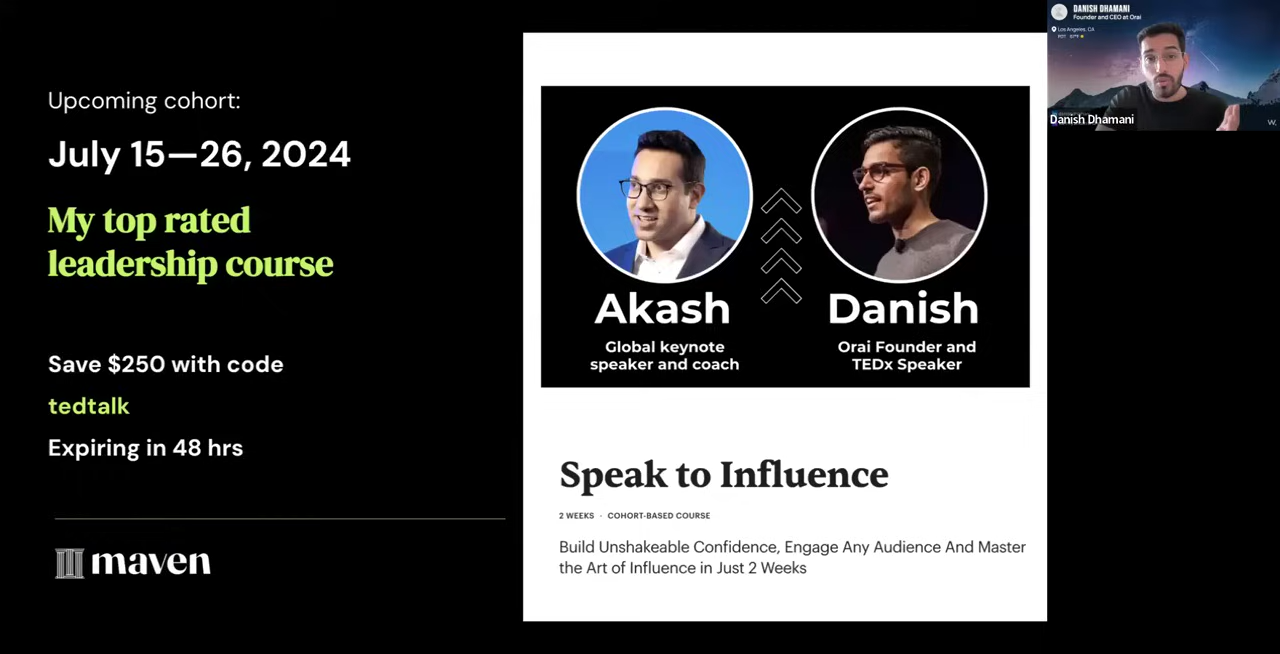 Upcoming cohort:
July 15—26, 2024
My top rated
leadership course
Save $250 with code
tedtalk
Expiring in 48 hrs
maven
Akash
Global keynote
speaker and coach
Danish
Orai Founder and
TEDx Speaker
Speak to Influence
2 WEEKS · COHORT-BASED COURSE
Build Unshakeable Confidence, Engage Any Audience And Master
the Art of Influence in Just 2 Weeks
DANISH DHAMANI
Founder and CEO at Orai
Los Angeles, CA
Danish Dhamani
W.